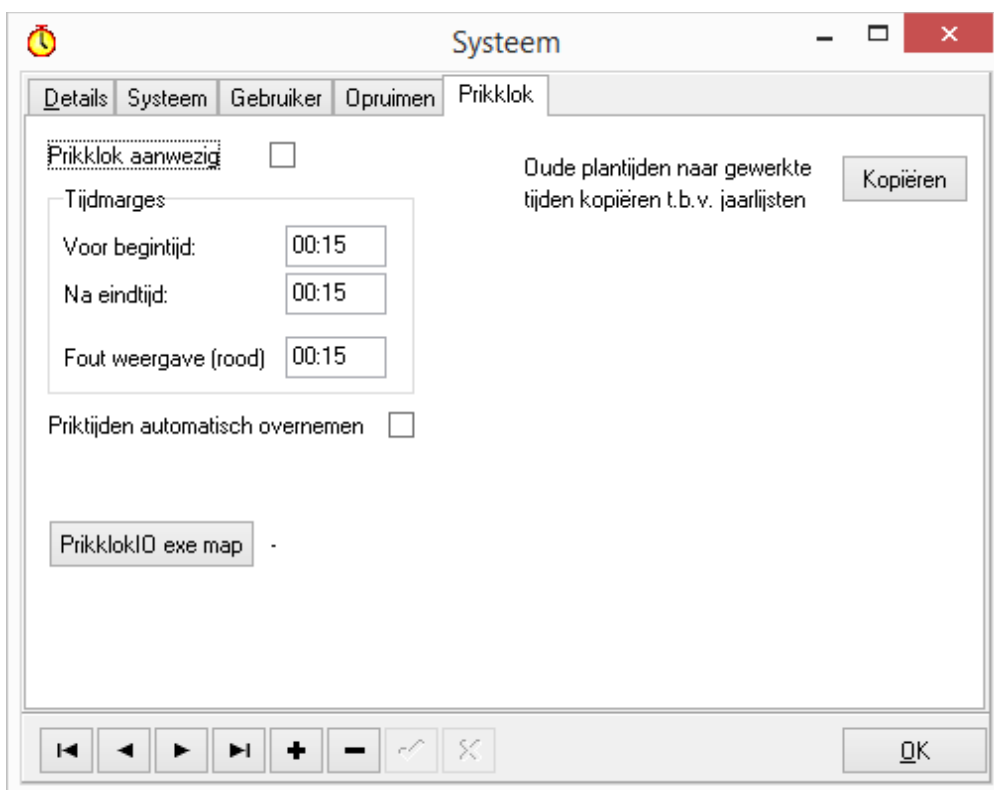 Systeem
Details Systeem Gebruiker Opruimen Prikklok
Prikklok aanwezig
Oude plantijden naar gewerkte
tijden kopiëren t.b.v. jaarlijsten
Kopiëren
Tijdmarges
Voor begintijd: 00:15
Na eindtijd: 00:15
Fout weergave (rood) 00:15
Priktijden automatisch overnemen
PrikklokIO exe map -
OK